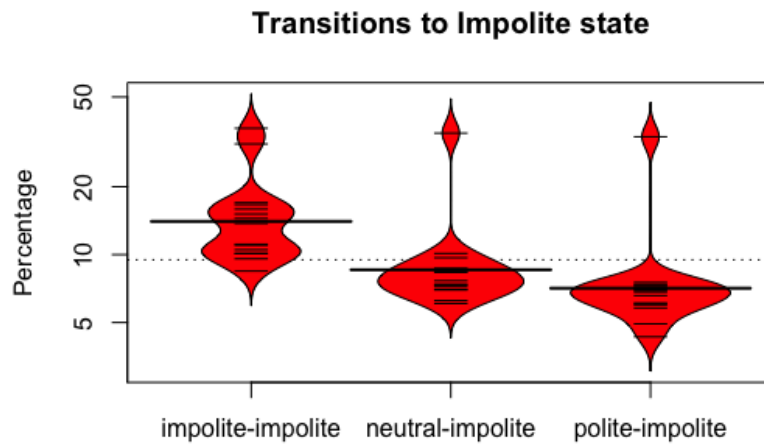 Transitions to Impolite state
Percentage
50
20
10
5
impolite-impolite neutral-impolite polite-impolite